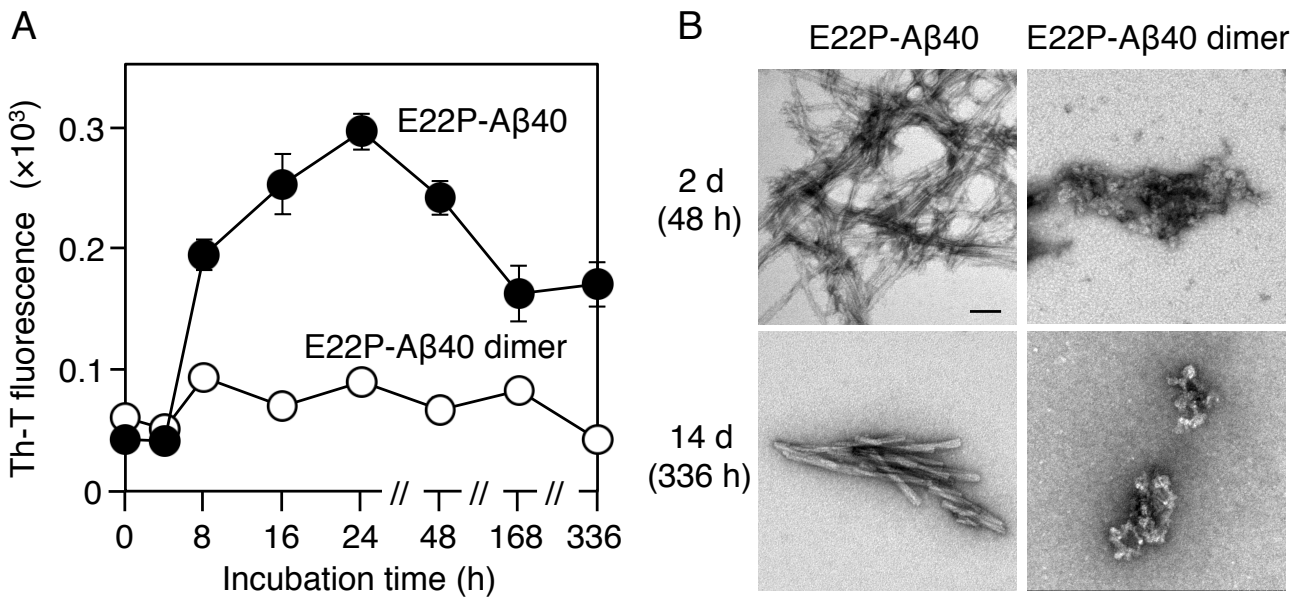 A
Th-T fluorescence (×10³)
0.3
0.2
0.1
0
E22P-Aβ40
E22P-Aβ40 dimer
0 8 16 24 // 48 // 168 // 336
Incubation time (h)
B
E22P-Aβ40 E22P-Aβ40 dimer
2 d
(48 h)
14 d
(336 h)